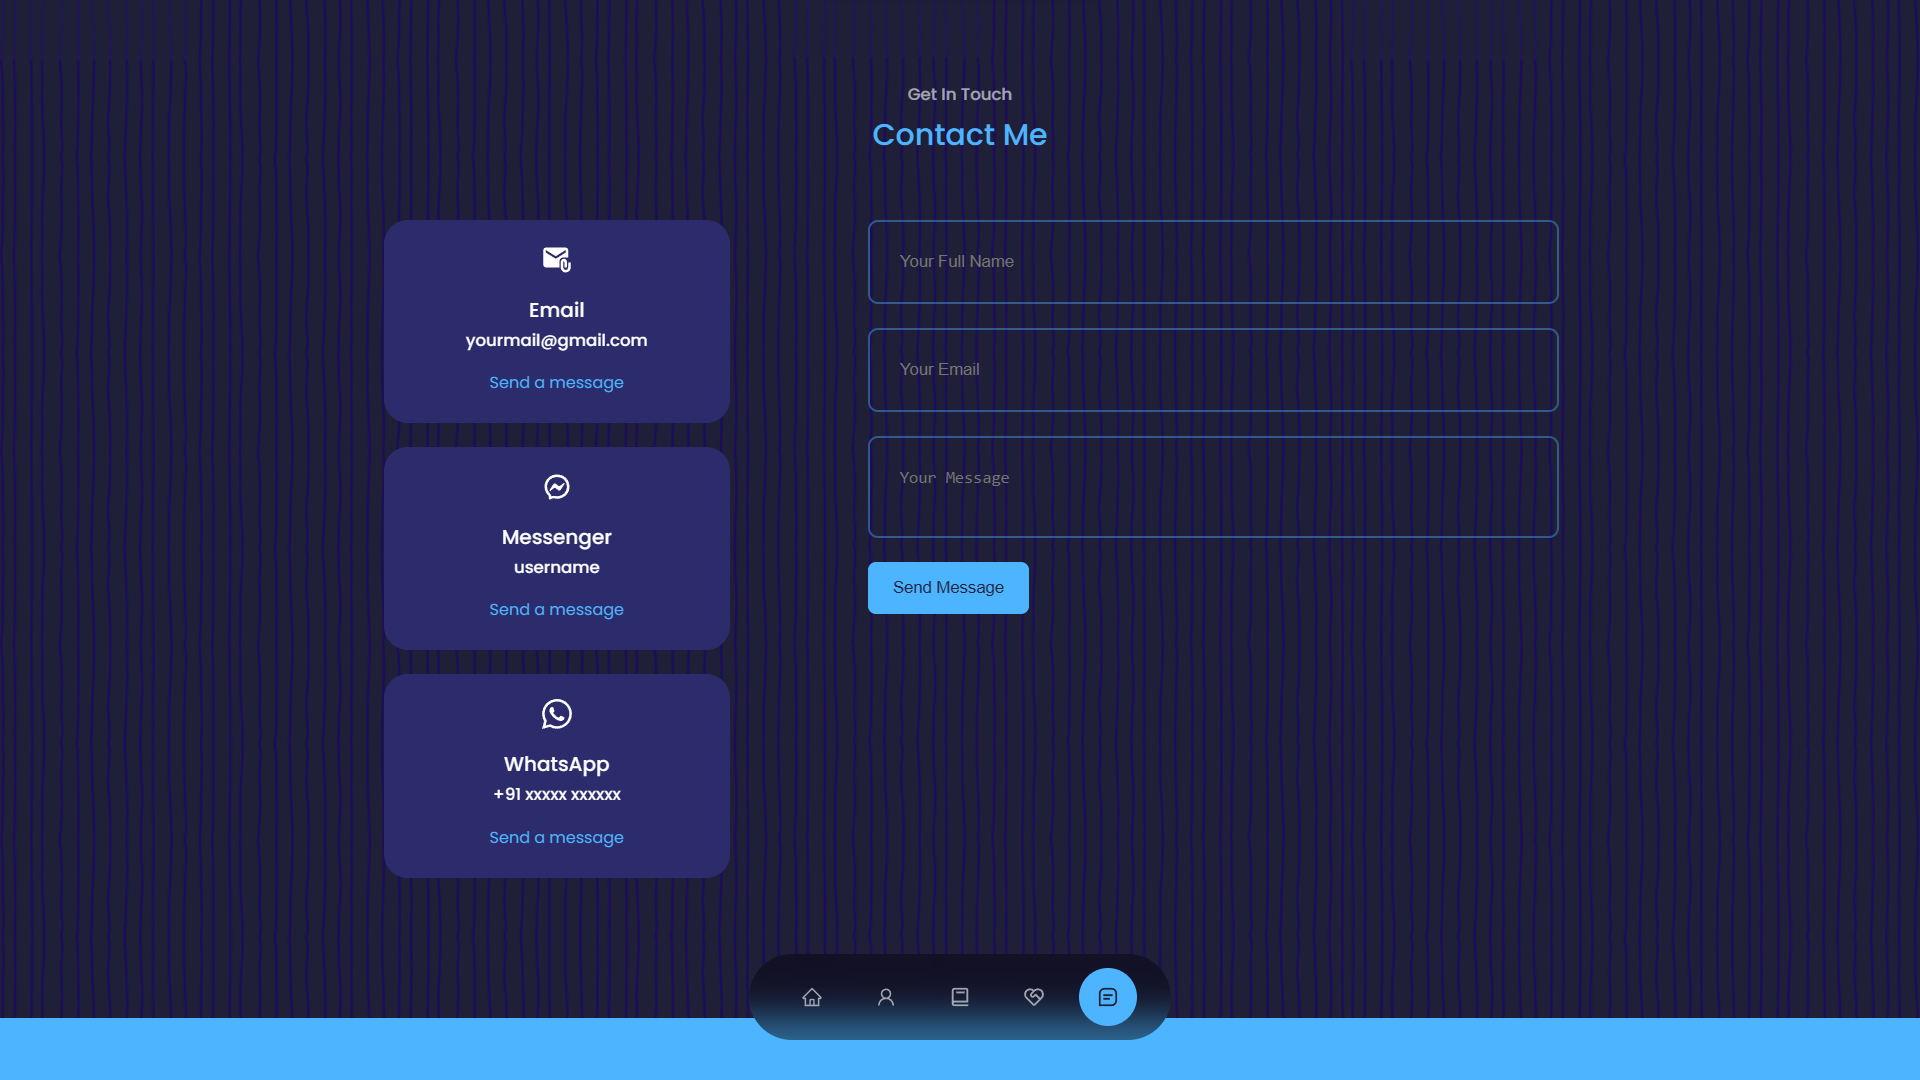 Get In Touch
Contact Me
Email
yourmail@gmail.com
Send a message
Messenger
username
Send a message
WhatsApp
+91 xxxxx xxxxxx
Send a message
Your Full Name
Your Email
Your Message
Send Message